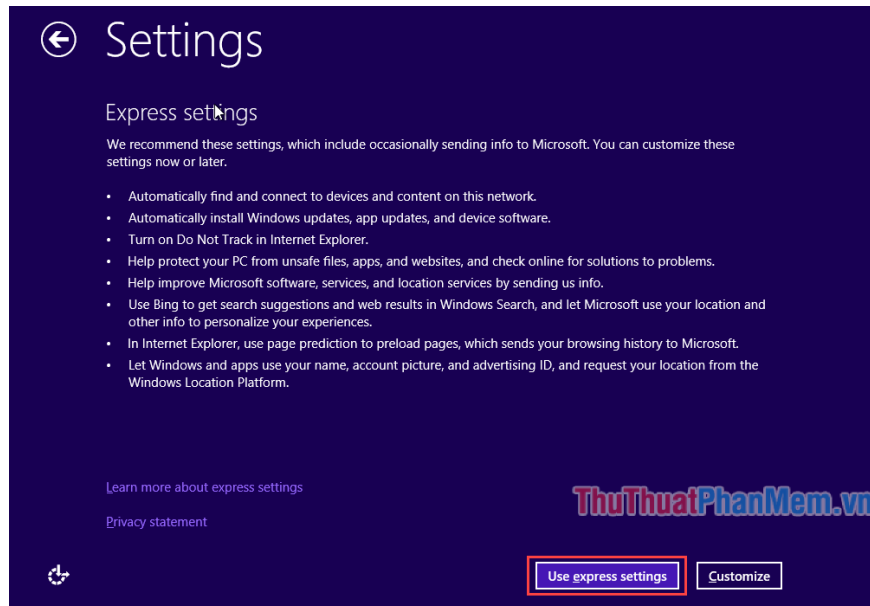 Settings
Express settings
We recommend these settings, which include occasionally sending info to Microsoft. You can customize these
settings now or later.
• Automatically find and connect to devices and content on this network.
• Automatically install Windows updates, app updates, and device software.
• Turn on Do Not Track in Internet Explorer.
• Help protect your PC from unsafe files, apps, and websites, and check online for solutions to problems.
• Help improve Microsoft software, services, and location services by sending us info.
• Use Bing to get search suggestions and web results in Windows Search, and let Microsoft use your location and
other info to personalize your experiences.
• In Internet Explorer, use page prediction to preload pages, which sends your browsing history to Microsoft.
• Let Windows and apps use your name, account picture, and advertising ID, and request your location from the
Windows Location Platform.
Learn more about express settings
ThuThuatPhanMem.vn
Privacy statement
Use express settings Customize